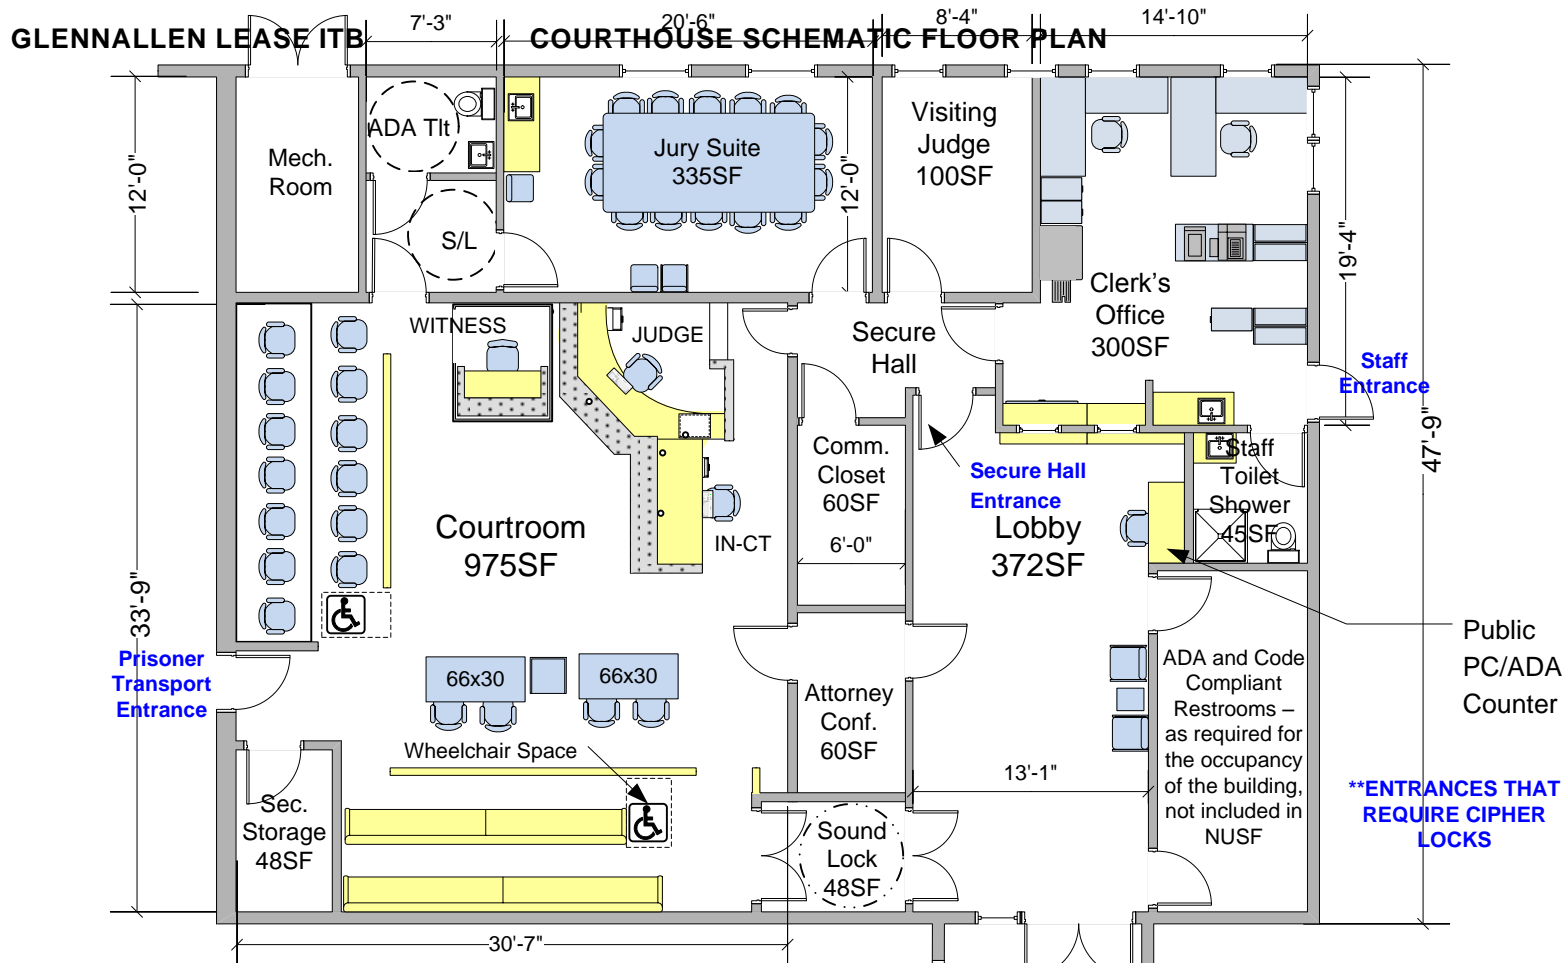 GLENNALLEN LEASE ITB
COURTHOUSE SCHEMATIC FLOOR PLAN
7'-3"
20'-6"
8'-4"
14'-10"
12'-0"
Mech.
Room
ADA Tlt
S/L
Jury Suite
335SF
12'-0"
Visiting
Judge
100SF
Clerk's
Office
300SF
19'-4"
47'-9"
Staff
Entrance
WITNESS
JUDGE
Secure
Hall
Comm.
Closet
60SF
6'-0"
Secure Hall
Entrance
Staff
Toilet
Shower
45SF
Courtroom
975SF
IN-CT
Lobby
372SF
33'-9"
Prisoner
Transport
Entrance
66x30
66x30
Wheelchair Space
Attorney
Conf.
60SF
13'-1"
ADA and Code
Compliant
Restrooms –
as required for
the occupancy
of the building,
not included in
NUSF
Public
PC/ADA
Counter
**ENTRANCES THAT
REQUIRE CIPHER
LOCKS
Sec.
Storage
48SF
Sound
Lock
48SF
30'-7"